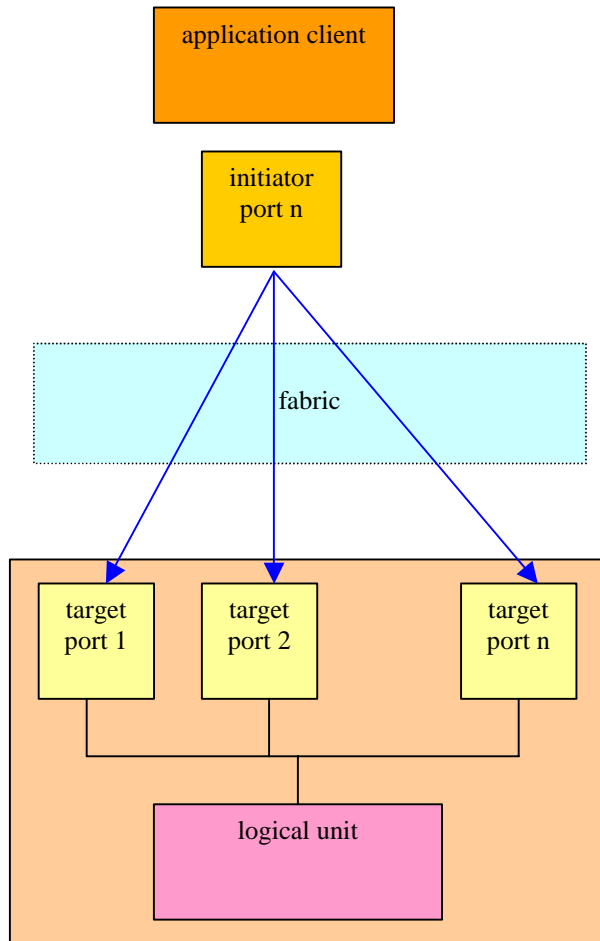 application client
initiator
port n
fabric
target
port 1
target
port 2
target
port n
logical unit